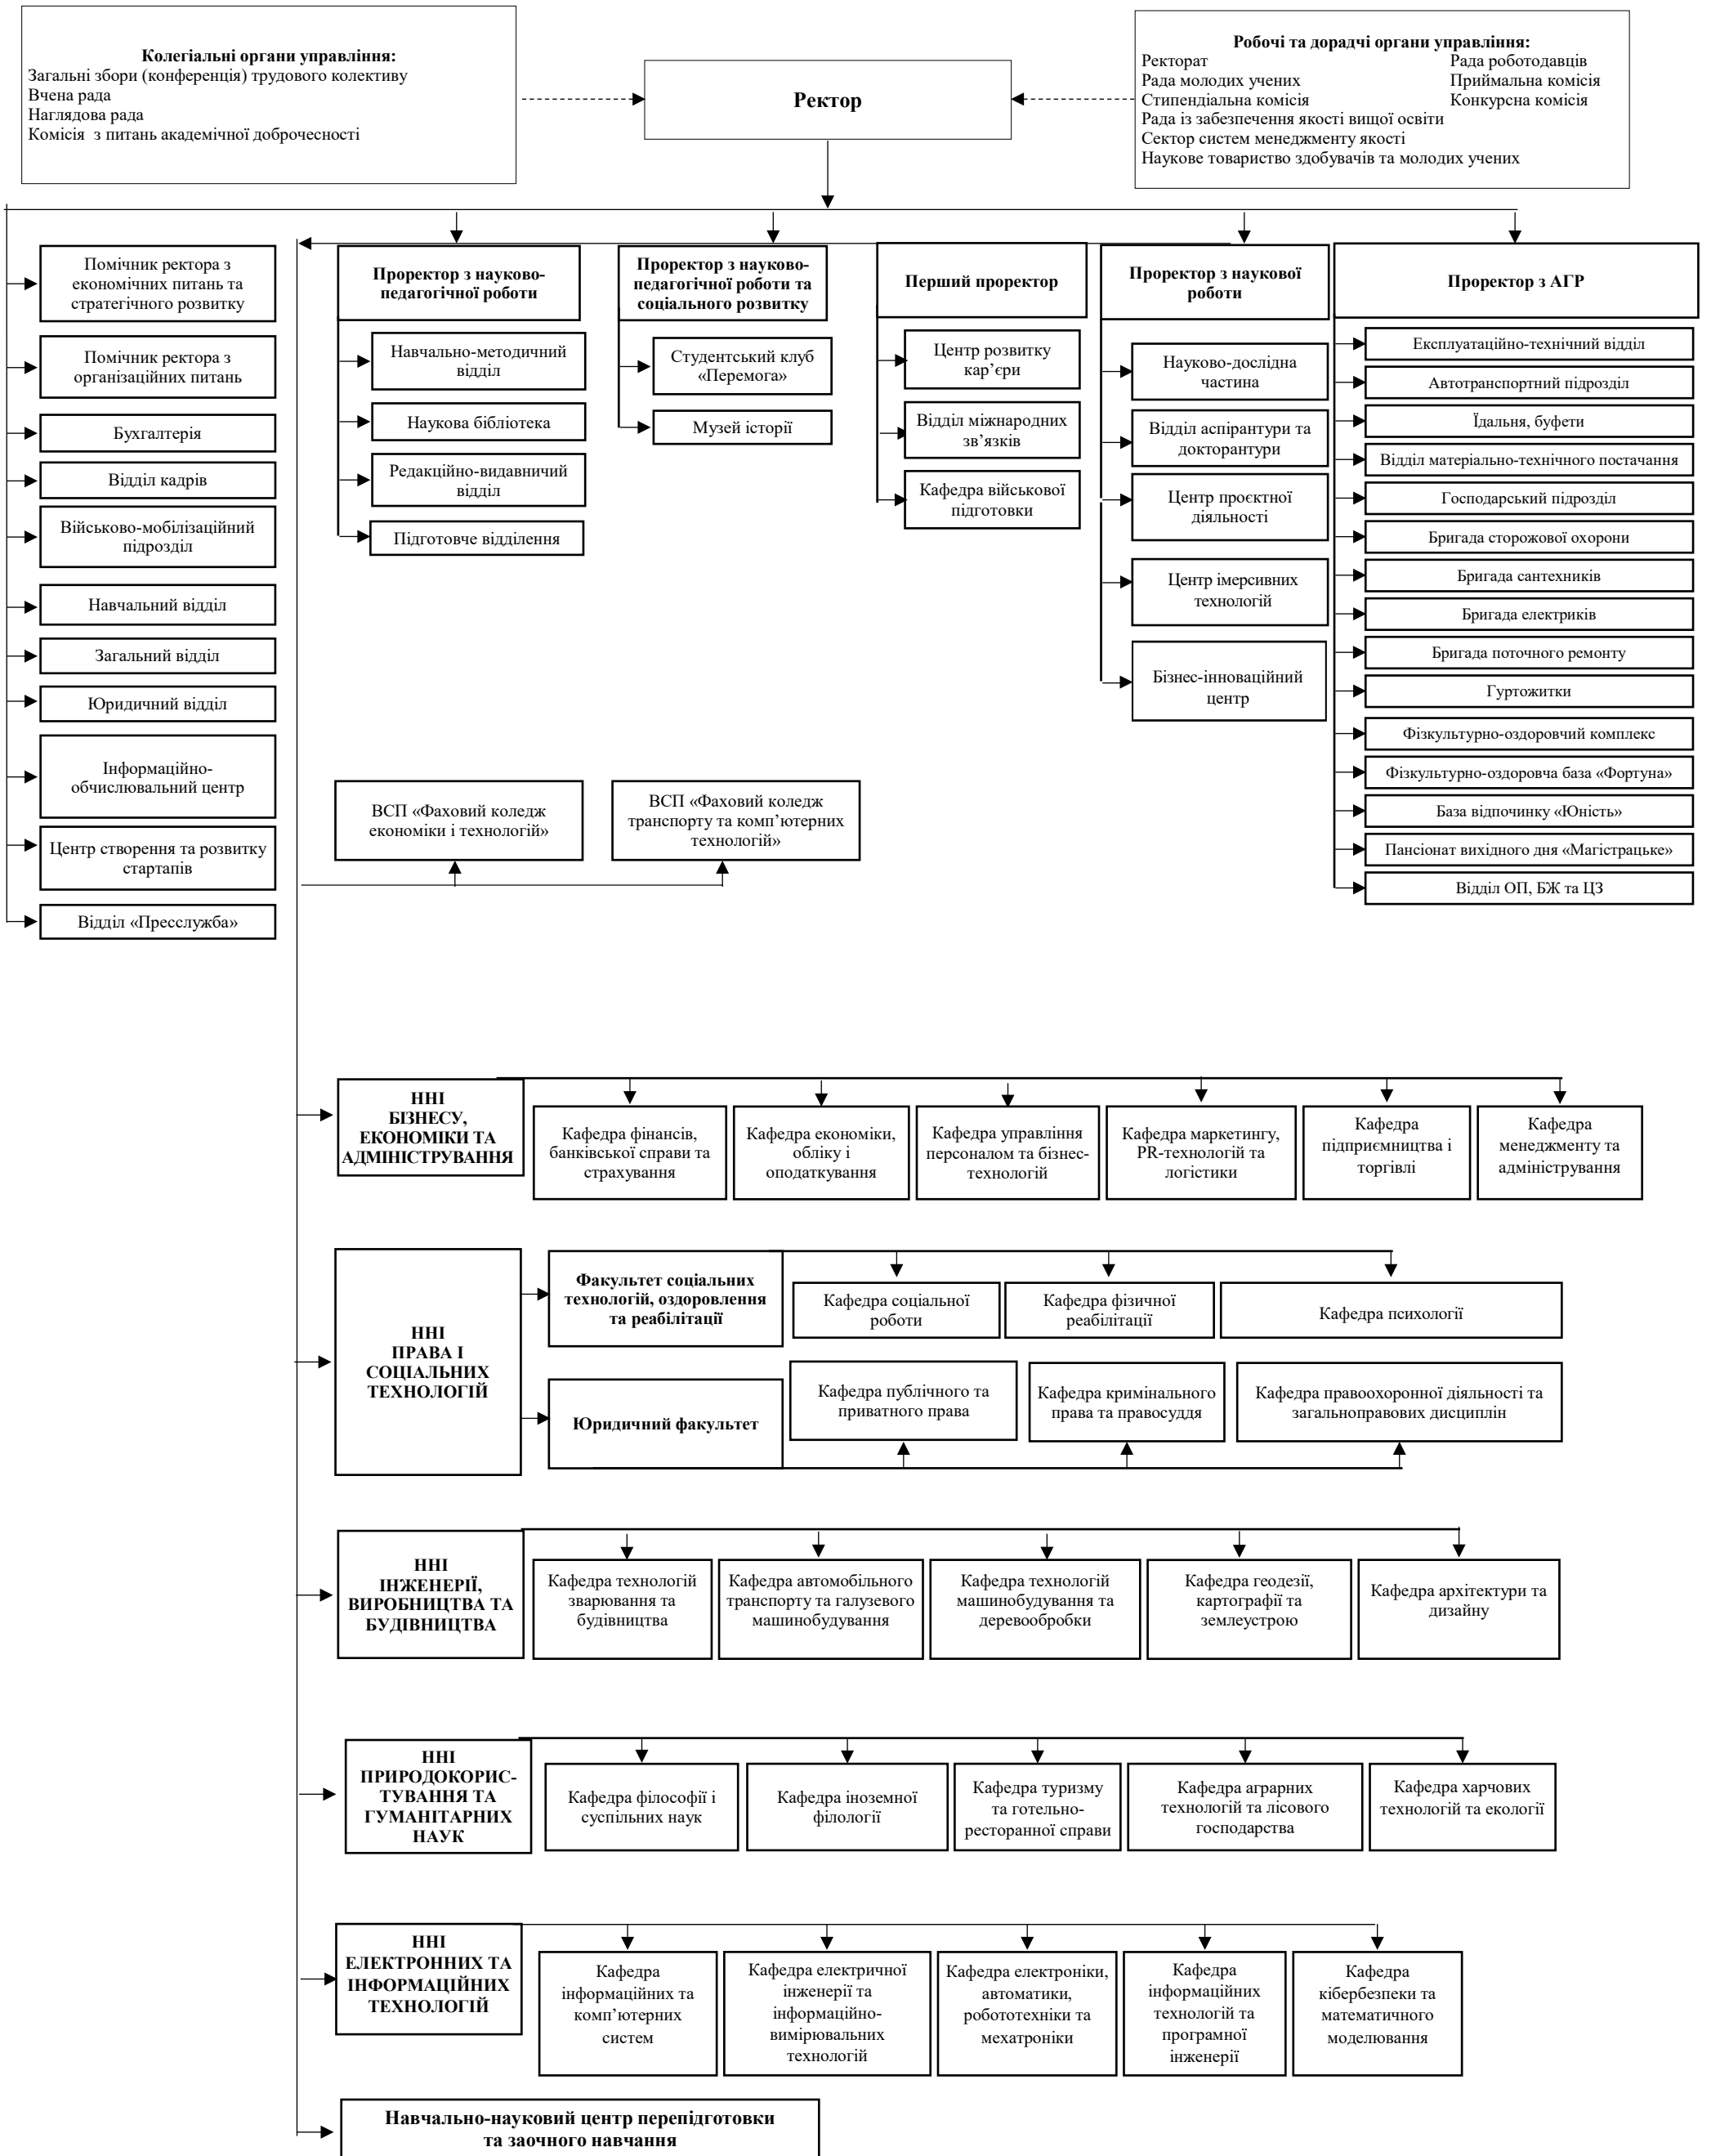 Колегіальні органи управління:
Загальні збори (конференція) трудового колективу
Вчена рада
Наглядова рада
Комісія з питань академічної доброчесності
Ректор
Робочі та дорадчі органи управління:
Ректорат Рада роботодавців
Рада молодих учених Приймальна комісія
Стипендіальна комісія Конкурсна комісія
Рада із забезпечення якості вищої освіти
Сектор систем менеджменту якості
Наукове товариство здобувачів та молодих учених
Помічник ректора з
економічних питань та
стратегічного розвитку
Помічник ректора з
організаційних питань
Бухгалтерія
Відділ кадрів
Військово-мобілізаційний
підрозділ
Навчальний відділ
Загальний відділ
Юридичний відділ
Інформаційно-
обчислювальний центр
Центр створення та розвитку
стартапів
Відділ «Пресслужба»
Проректор з науково-
педагогічної роботи
Навчально-методичний
відділ
Наукова бібліотека
Редакційно-видавничий
відділ
Підготовче відділення
Проректор з науково-
педагогічної роботи та
соціального розвитку
Студентський клуб
«Перемога»
Музей історії
Перший проректор
Центр розвитку
кар’єри
Відділ міжнародних
зв’язків
Кафедра військової
підготовки
Проректор з наукової
роботи
Науково-дослідна
частина
Відділ аспірантури та
докторантури
Центр проєктної
діяльності
Центр імерсивних
технологій
Бізнес-інноваційний
центр
Проректор з АГР
Експлуатаційно-технічний відділ
Автотранспортний підрозділ
Їдальня, буфети
Відділ матеріально-технічного постачання
Господарський підрозділ
Бригада сторожової охорони
Бригада сантехників
Бригада електриків
Бригада поточного ремонту
Гуртожитки
Фізкультурно-оздоровчий комплекс
Фізкультурно-оздоровча база «Фортуна»
База відпочинку «Юність»
Пансіонат вихідного дня «Магістрацьке»
Відділ ОП, БЖ та ЦЗ
ВСП «Фаховий коледж
економіки і технологій»
ВСП «Фаховий коледж
транспорту та комп’ютерних
технологій»
ННІ
БІЗНЕСУ,
ЕКОНОМІКИ ТА
АДМІНІСТРУВАННЯ
Кафедра фінансів,
банківської справи та
страхування
Кафедра економіки,
обліку і
оподаткування
Кафедра управління
персоналом та бізнес-
технологій
Кафедра маркетингу,
PR-технологій та
логістики
Кафедра
підприємництва і
торгівлі
Кафедра
менеджменту та
адміністрування
ННІ
ПРАВА І
СОЦІАЛЬНИХ
ТЕХНОЛОГІЙ
Факультет соціальних
технологій, оздоровлення
та реабілітації
Кафедра соціальної
роботи
Кафедра фізичної
реабілітації
Кафедра психології
Юридичний факультет
Кафедра публічного та
приватного права
Кафедра кримінального
права та правосуддя
Кафедра правоохоронної діяльності та
загальноправових дисциплін
ННІ
ІНЖЕНЕРІЇ,
ВИРОБНИЦТВА ТА
БУДІВНИЦТВА
Кафедра технологій
зварювання та
будівництва
Кафедра автомобільного
транспорту та галузевого
машинобудування
Кафедра технологій
машинобудування та
деревообробки
Кафедра геодезії,
картографії та
землеустрою
Кафедра архітектури та
дизайну
ННІ
ПРИРОДОКОРИС-
ТУВАННЯ ТА
ГУМАНІТАРНИХ
НАУК
Кафедра філософії і
суспільних наук
Кафедра іноземної
філології
Кафедра туризму
та готельно-
ресторанної справи
Кафедра аграрних
технологій та лісового
господарства
Кафедра харчових
технологій та екології
ННІ
ЕЛЕКТРОННИХ ТА
ІНФОРМАЦІЙНИХ
ТЕХНОЛОГІЙ
Кафедра
інформаційних та
комп’ютерних
систем
Кафедра електричної
інженерії та
інформаційно-
вимірювальних
технологій
Кафедра електроніки,
автоматики,
робототехніки та
мехатроніки
Кафедра
інформаційних
технологій та
програмної
інженерії
Кафедра
кібербезпеки та
математичного
моделювання
Навчально-науковий центр перепідготовки
та заочного навчання